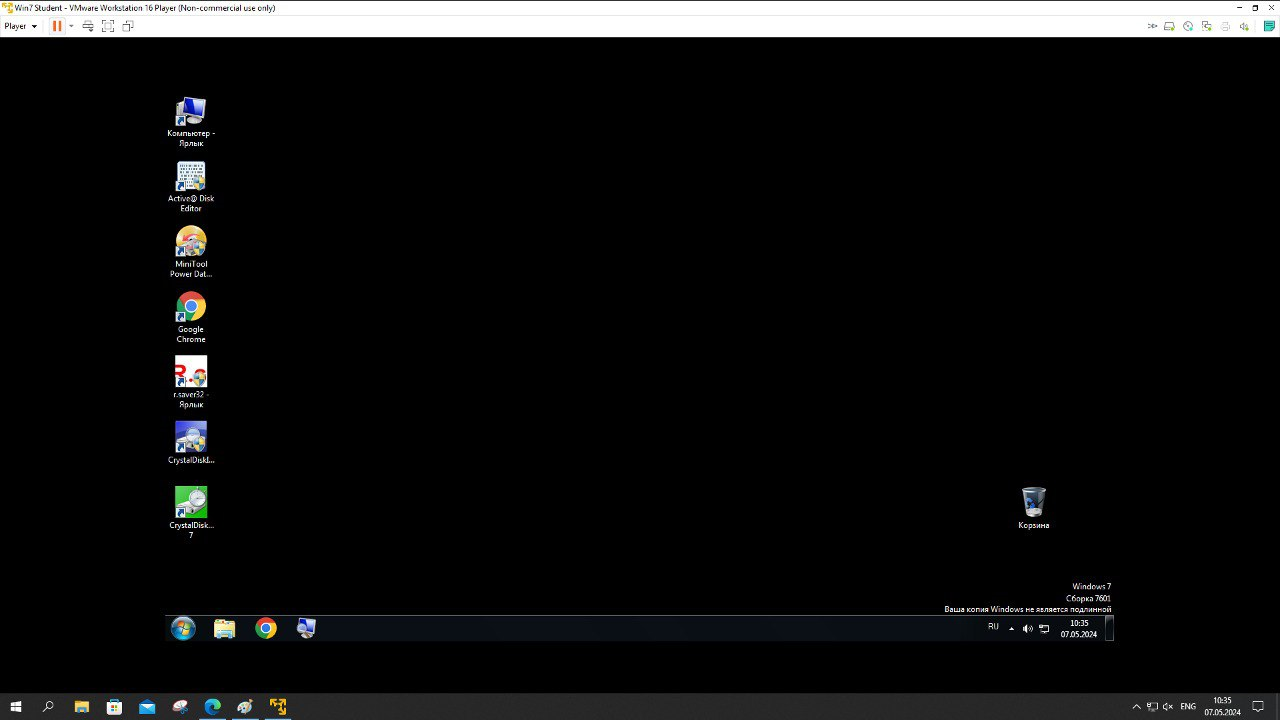 Win7 Student - VMware Workstation 16 Player (Non-commercial use only)
Player
Компьютер -
Ярлык
Active@ Disk
Editor
MiniTool
Power Dat...
Google
Chrome
R.s
r.saver32 -
Ярлык
CrystalDiskI...
CrystalDisk...
7
Корзина
Windows 7
Сборка 7601
Ваша копия Windows не является подлинной
RU
10:35
07.05.2024
ENG
10:35
07.05.2024